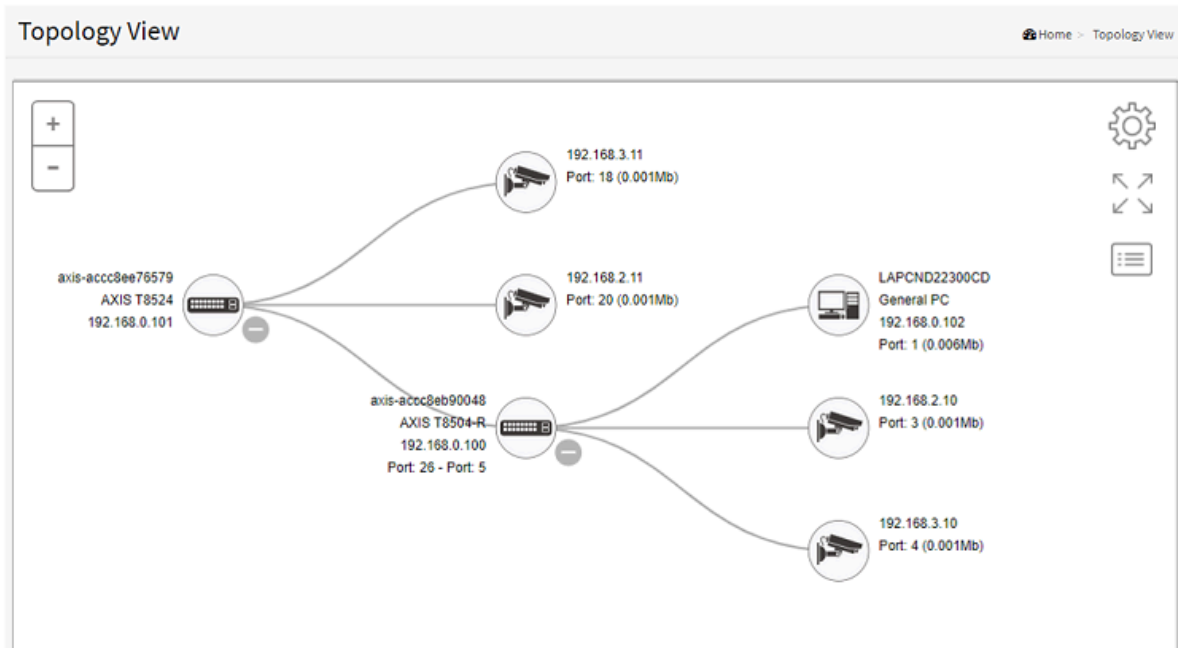 Topology View
Home > Topology View
+
-
192.168.3.11
Port: 18 (0.001Mb)
axis-accc8ee76579
AXIS T8524
192.168.0.101
192.168.2.11
Port: 20 (0.001Mb)
LAPCND22300CD
General PC
192.168.0.102
Port: 1 (0.006Mb)
axis-accc8eb90048
AXIS T8504-R
192.168.0.100
Port: 26 - Port: 5
192.168.2.10
Port: 3 (0.001Mb)
192.168.3.10
Port: 4 (0.001Mb)